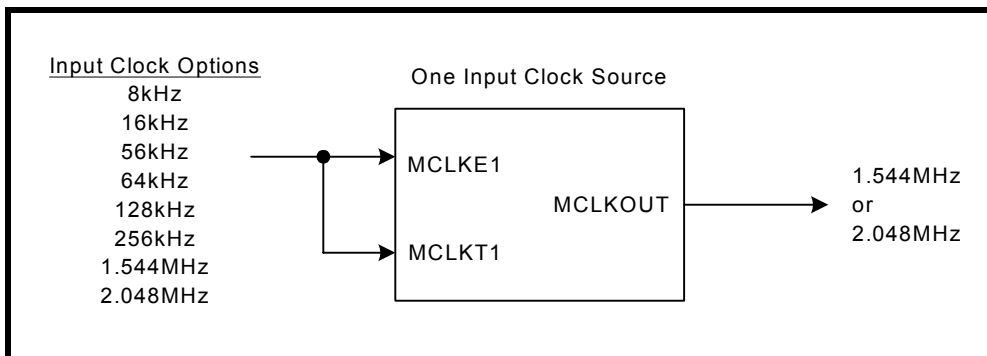 Input Clock Options
8kHz
16kHz
56kHz
64kHz
128kHz
256kHz
1.544MHz
2.048MHz
One Input Clock Source
MCLKE1
MCLKT1
MCLKOUT
1.544MHz
or
2.048MHz